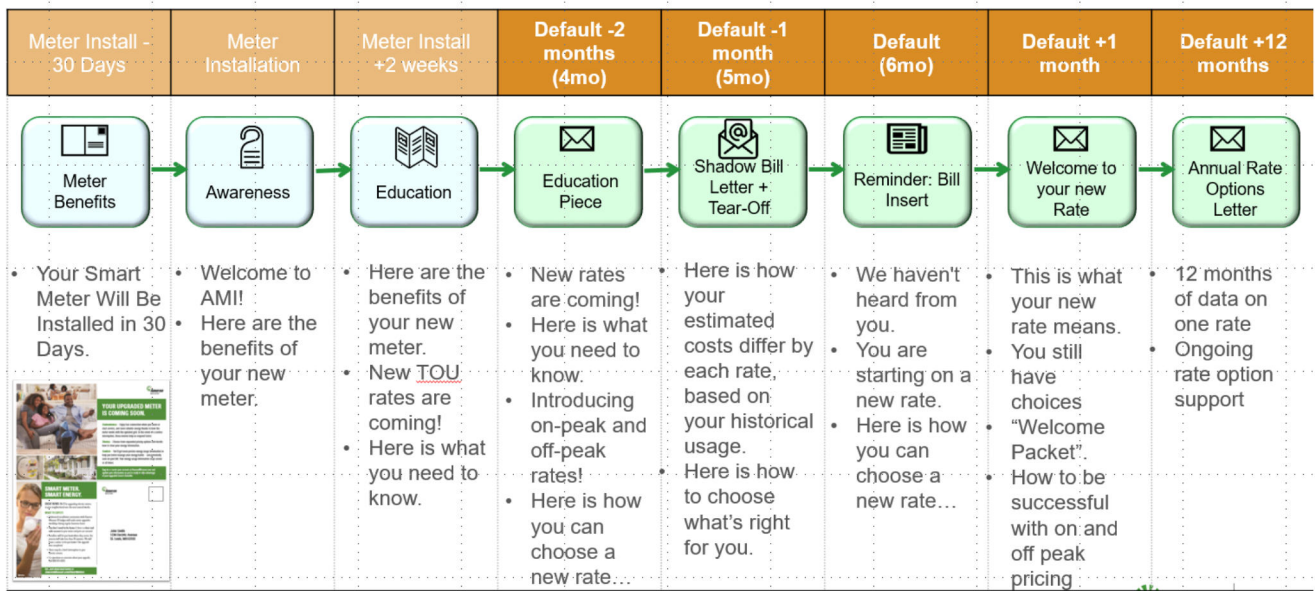 Meter Install -
30 Days
Meter
Installation
Meter Install
+2 weeks
Default -2
months
(4mo)
Default -1
month
(5mo)
Default
(6mo)
Default +1
month
Default +12
months
Meter
Benefits
Awareness
Education
Education
Piece
Shadow Bill
Letter +
Tear-Off
Reminder: Bill
Insert
Welcome to
your new
Rate
Annual Rate
Options
Letter
• Your Smart
Meter Will Be
Installed in 30
Days.
YOUR UPGRADED METER
IS COMING SOON.
SMART METER.
SMART ENERGY.
• Welcome to
AMI!
• Here are the
benefits of
your new
meter.
• Here are the
benefits of
your new
meter.
• New TOU
rates are
coming!
• Here is what
you need to
know.
• New rates
are coming!
• Here is what
you need to
know.
• Introducing
on-peak and
off-peak
rates!
• Here is how
you can
choose a
new rate…
• Here is how
your
estimated
costs differ by
each rate,
based on
your historical
usage.
• Here is how
to choose
what's right
for you.
• We haven't
heard from
you.
• You are
starting on a
new rate.
• Here is how
you can
choose a
new rate…
• This is what
your new
rate means.
• You still
have
choices
• “Welcome
Packet”.
• How to be
successful
with on and
off peak
pricing
• 12 months
of data on
one rate
• Ongoing
rate option
support